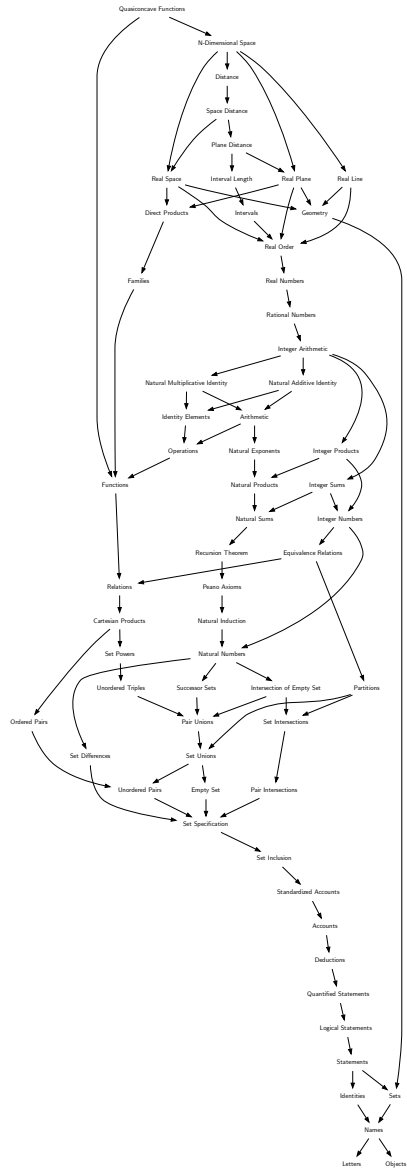 Quasiconcave Functions
N-Dimensional Space
Distance
Space Distance
Plane Distance
Real Space
Interval Length
Real Plane
Real Line
Direct Products
Intervals
Geometry
Real Order
Families
Real Numbers
Rational Numbers
Integer Arithmetic
Natural Multiplicative Identity
Natural Additive Identity
Identity Elements
Arithmetic
Operations
Natural Exponents
Integer Products
Functions
Natural Products
Integer Sums
Natural Sums
Integer Numbers
Recursion Theorem
Equivalence Relations
Relations
Peano Axioms
Cartesian Products
Natural Induction
Set Powers
Natural Numbers
Unordered Triples
Successor Sets
Intersection of Empty Set
Partitions
Ordered Pairs
Pair Unions
Set Intersections
Set Differences
Set Unions
Unordered Pairs
Empty Set
Pair Intersections
Set Specification
Set Inclusion
Standardized Accounts
Accounts
Deductions
Quantified Statements
Logical Statements
Statements
Identities
Sets
Names
Letters
Objects